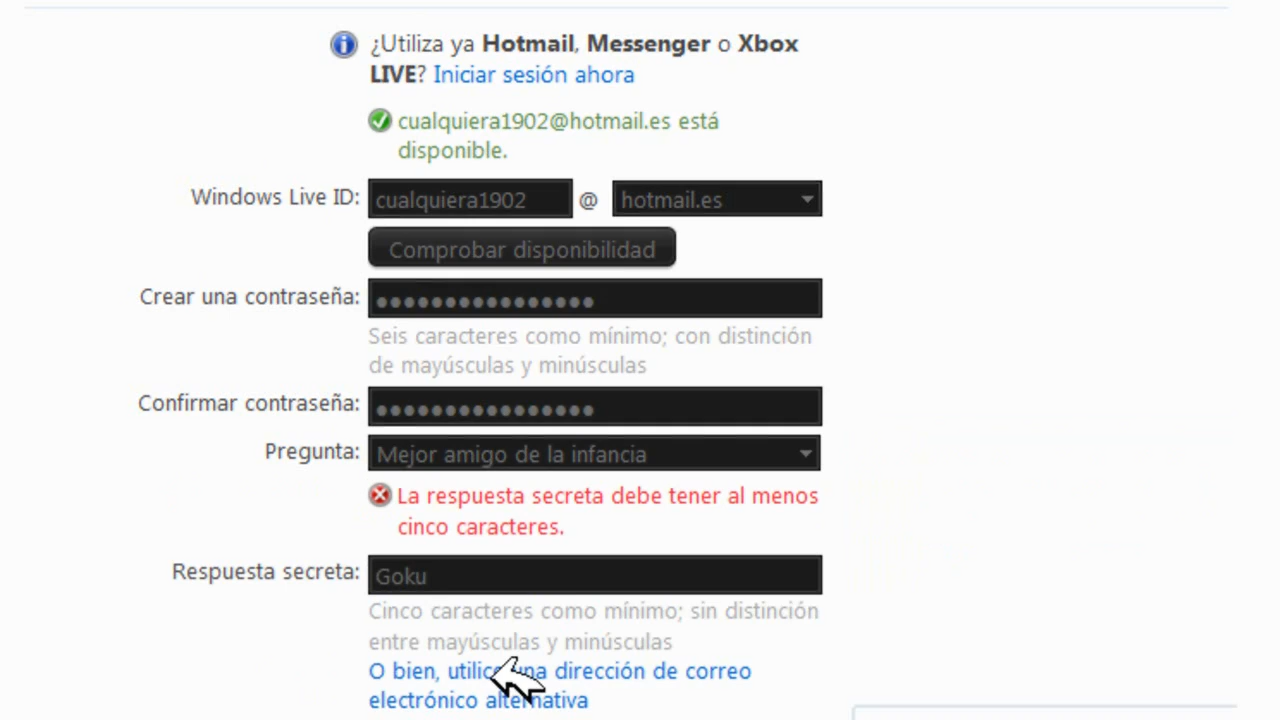 ¿Utiliza ya Hotmail, Messenger o Xbox
LIVE? Iniciar sesión ahora
cualquiera1902@hotmail.es está
disponible.
Windows Live ID: cualquiera1902 @ hotmail.es
Comprobar disponibilidad
Crear una contraseña: ●●●●●●●●●●●●●●●●
Seis caracteres como mínimo; con distinción
de mayúsculas y minúsculas
Confirmar contraseña: ●●●●●●●●●●●●●●●●
Pregunta: Mejor amigo de la infancia
La respuesta secreta debe tener al menos
cinco caracteres.
Respuesta secreta: Goku
Cinco caracteres como mínimo; sin distinción
entre mayúsculas y minúsculas
O bien, utilice una dirección de correo
electrónico alternativa